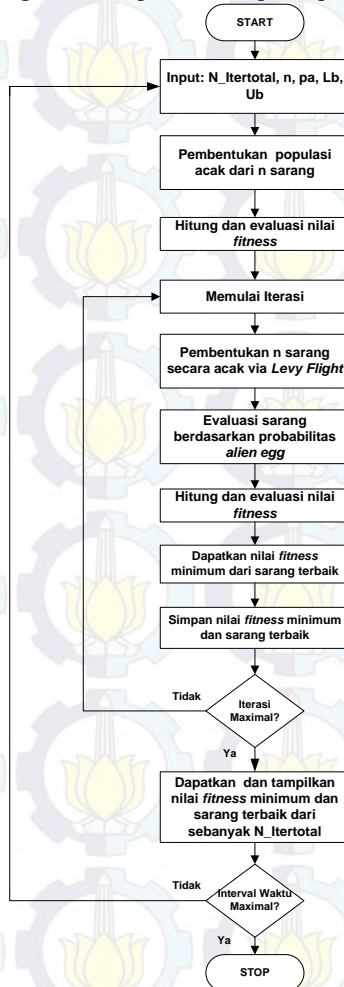 START
Input: N_Itertotal, n, pa, Lb,
Ub
Pembentukan populasi
acak dari n sarang
Hitung dan evaluasi nilai
fitness
Memulai Iterasi
Pembentukan n sarang
secara acak via Levy Flight
Evaluasi sarang
berdasarkan probabilitas
alien egg
Hitung dan evaluasi nilai
fitness
Dapatkan nilai fitness
minimum dari sarang terbaik
Simpan nilai fitness minimum
dan sarang terbaik
Tidak
Iterasi
Maximal?
Ya
Dapatkan dan tampilkan
nilai fitness minimum dan
sarang terbaik dari
sebanyak N_Itertotal
Tidak
Interval Waktu
Maximal?
Ya
STOP